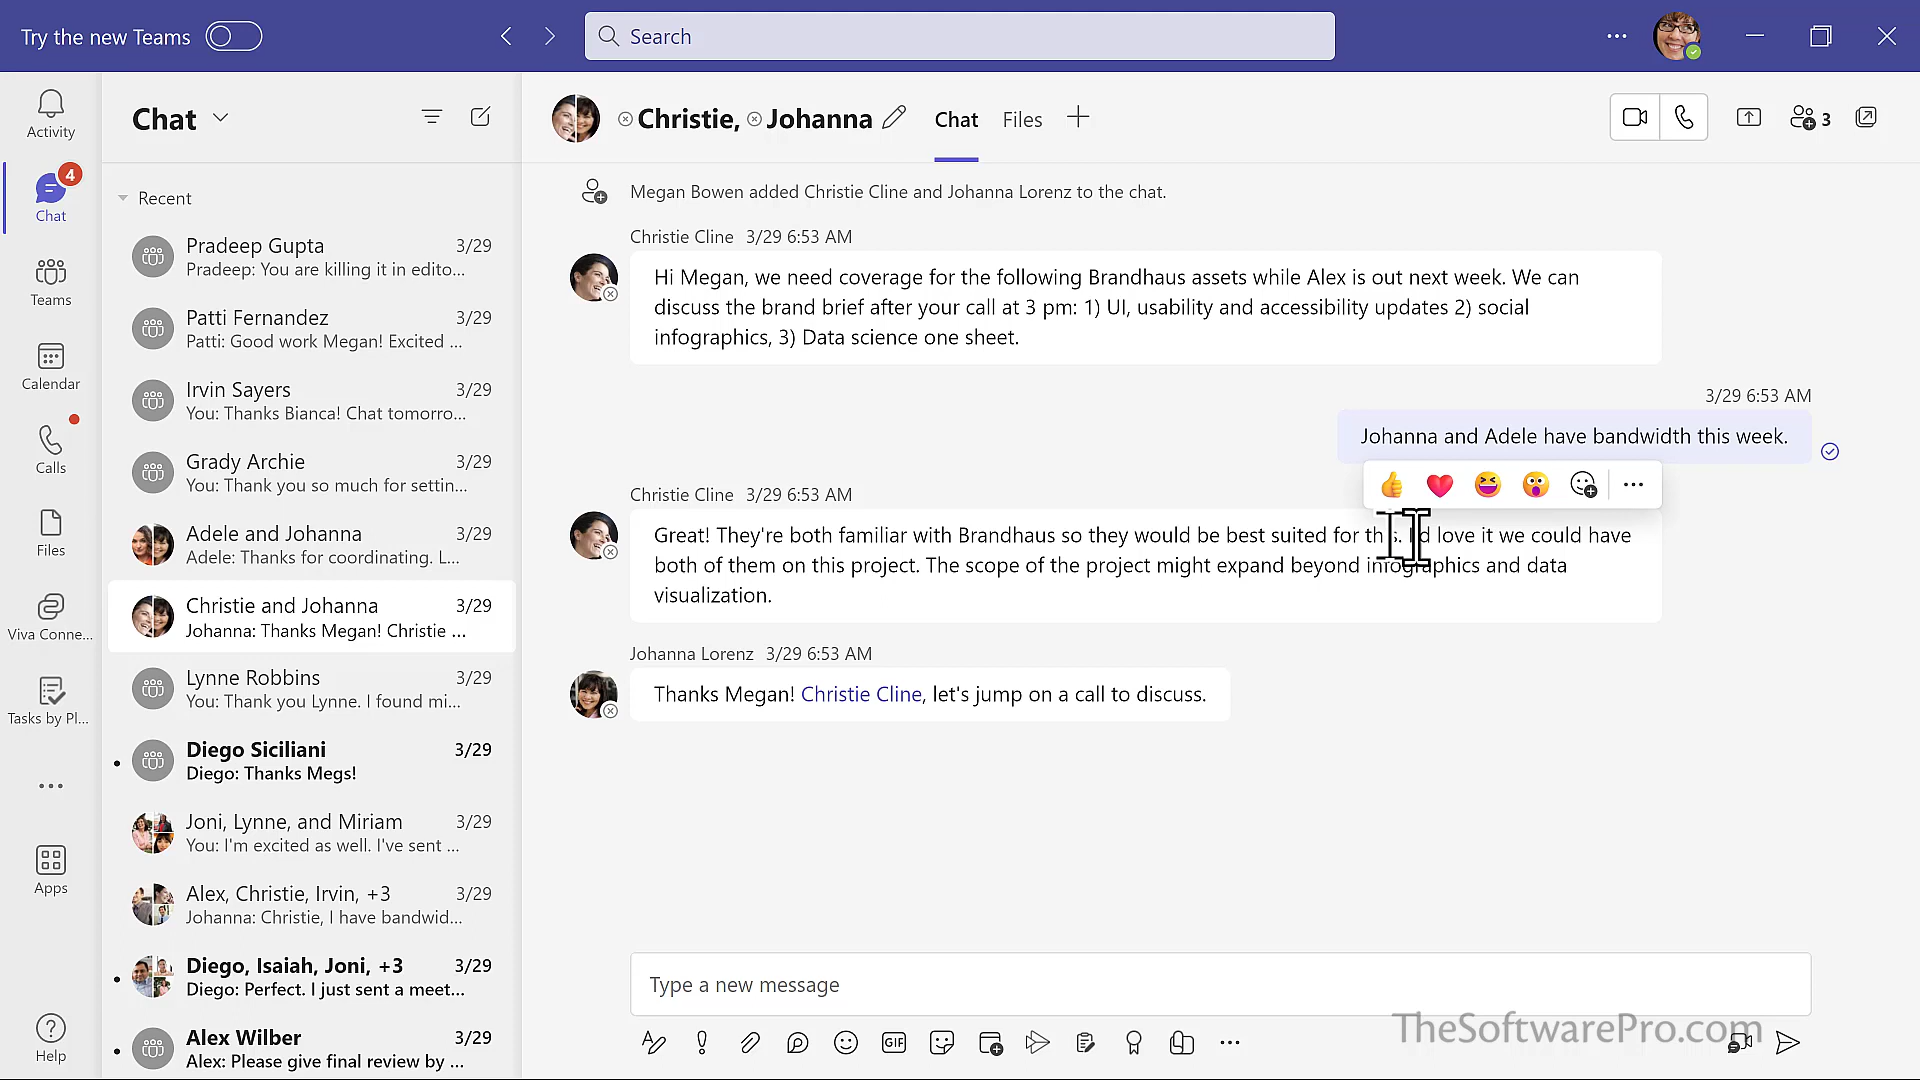 Try the new Teams
Search
Activity
4
Chat
Teams
Calendar
Calls
Files
Viva Conne...
Tasks by Pl...
Apps
Help
Chat
Recent
Pradeep Gupta 3/29
Pradeep: You are killing it in edito...
Patti Fernandez 3/29
Patti: Good work Megan! Excited ...
Irvin Sayers 3/29
You: Thanks Bianca! Chat tomorro...
Grady Archie 3/29
You: Thank you so much for settin...
Adele and Johanna 3/29
Adele: Thanks for coordinating. L...
Christie and Johanna 3/29
Johanna: Thanks Megan! Christie ...
Lynne Robbins 3/29
You: Thank you Lynne. I found mi...
Diego Siciliani 3/29
Diego: Thanks Megs!
Joni, Lynne, and Miriam 3/29
You: I'm excited as well. I've sent ...
Alex, Christie, Irvin, +3 3/29
Johanna: Christie, I have bandwid...
Diego, Isaiah, Joni, +3 3/29
Diego: Perfect. I just sent a meet...
Alex Wilber 3/29
Alex: Please give final review by ...
Christie, Johanna Chat Files 3
Megan Bowen added Christie Cline and Johanna Lorenz to the chat.
Christie Cline 3/29 6:53 AM
Hi Megan, we need coverage for the following Brandhaus assets while Alex is out next week. We can
discuss the brand brief after your call at 3 pm: 1) UI, usability and accessibility updates 2) social
infographics, 3) Data science one sheet.
3/29 6:53 AM
Johanna and Adele have bandwidth this week.
Christie Cline 3/29 6:53 AM
Great! They're both familiar with Brandhaus so they would be best suited for this. I'd love it we could have
both of them on this project. The scope of the project might expand beyond infographics and data
visualization.
Johanna Lorenz 3/29 6:53 AM
Thanks Megan! Christie Cline, let's jump on a call to discuss.
Type a new message
GIF
TheSoftwarePro.com